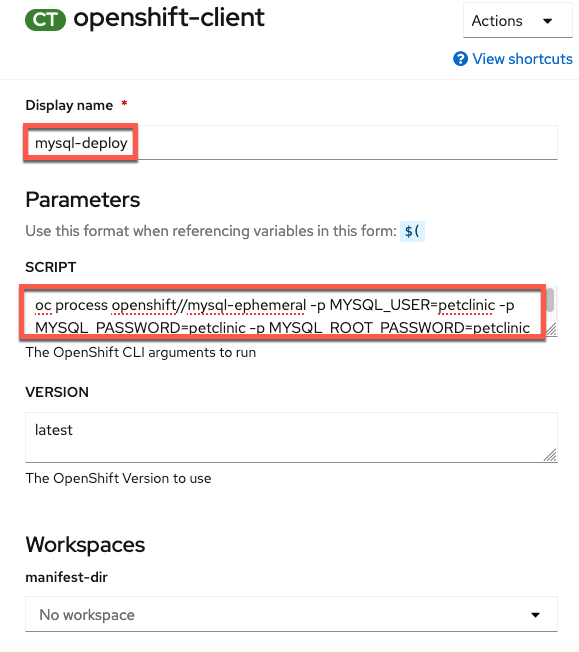 CT openshift-client
Actions
View shortcuts
Display name *
mysql-deploy
Parameters
Use this format when referencing variables in this form: $(
SCRIPT
oc process openshift//mysql-ephemeral -p MYSQL_USER=petclinic -p
MYSQL_PASSWORD=petclinic -p MYSQL_ROOT_PASSWORD=petclinic
The OpenShift CLI arguments to run
VERSION
latest
The OpenShift Version to use
Workspaces
manifest-dir
No workspace